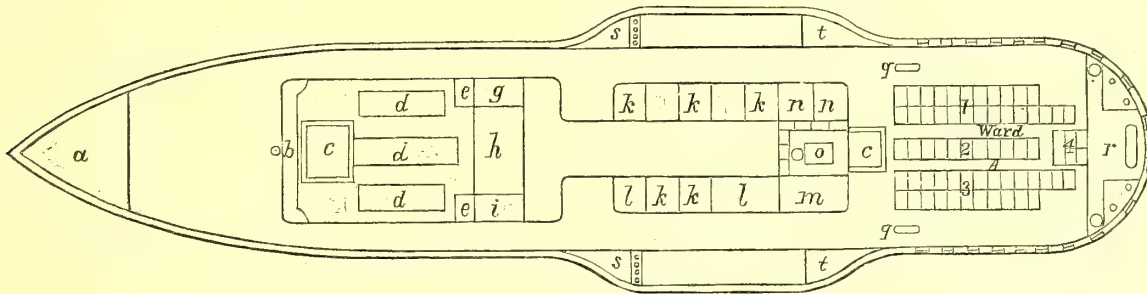 s t
q
e g k k k n n 1
d Ward
a b c d h o c 2 4 r
A
d 3
e i l k k l m
q
s t